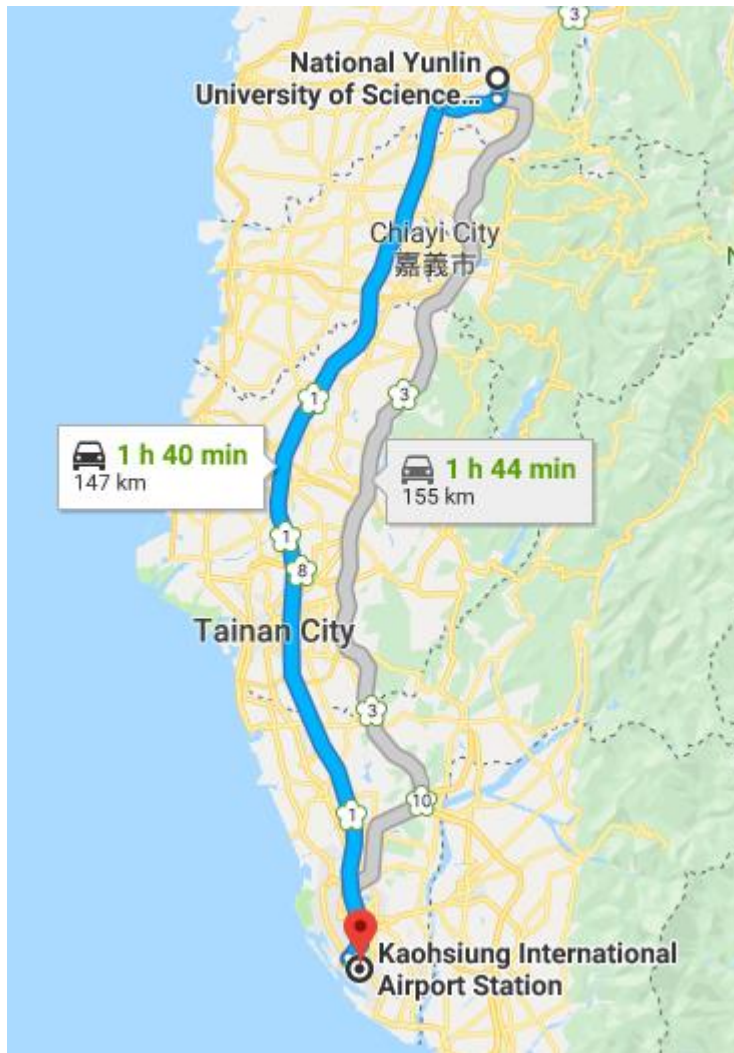 3
National Yunlin
University of Science...
Chiayi City
嘉義市
1
3
1 h 40 min
147 km
1 h 44 min
155 km
1
8
Tainan City
3
1
10
Kaohsiung International
Airport Station
N